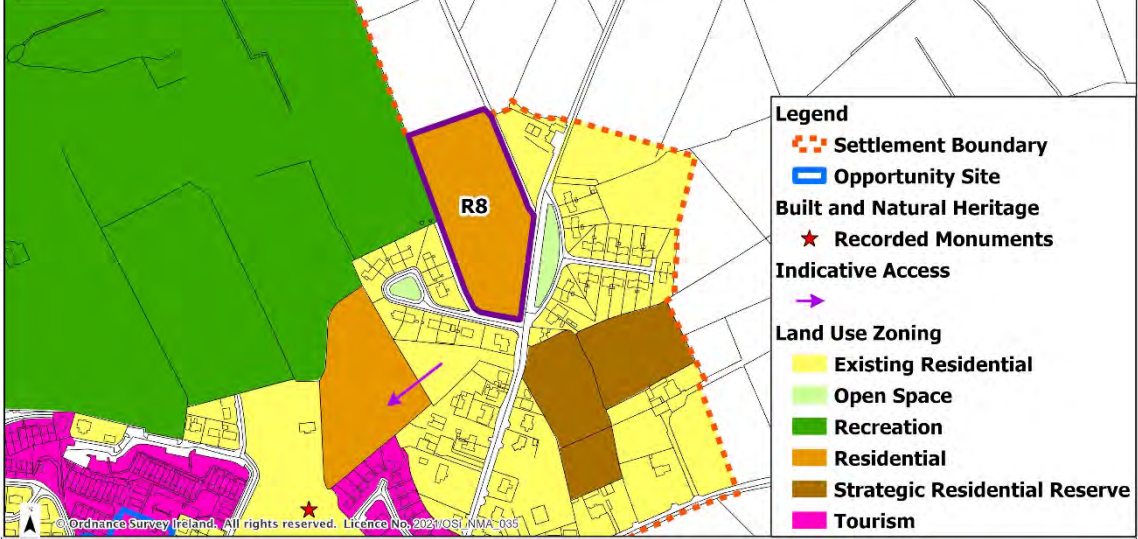 R8
Legend
Settlement Boundary
Opportunity Site
Built and Natural Heritage
Recorded Monuments
Indicative Access
Land Use Zoning
Existing Residential
Open Space
Recreation
Residential
Strategic Residential Reserve
Tourism
© Ordnance Survey Ireland. All rights reserved. Licence No. 2021/OSi_NMA_035